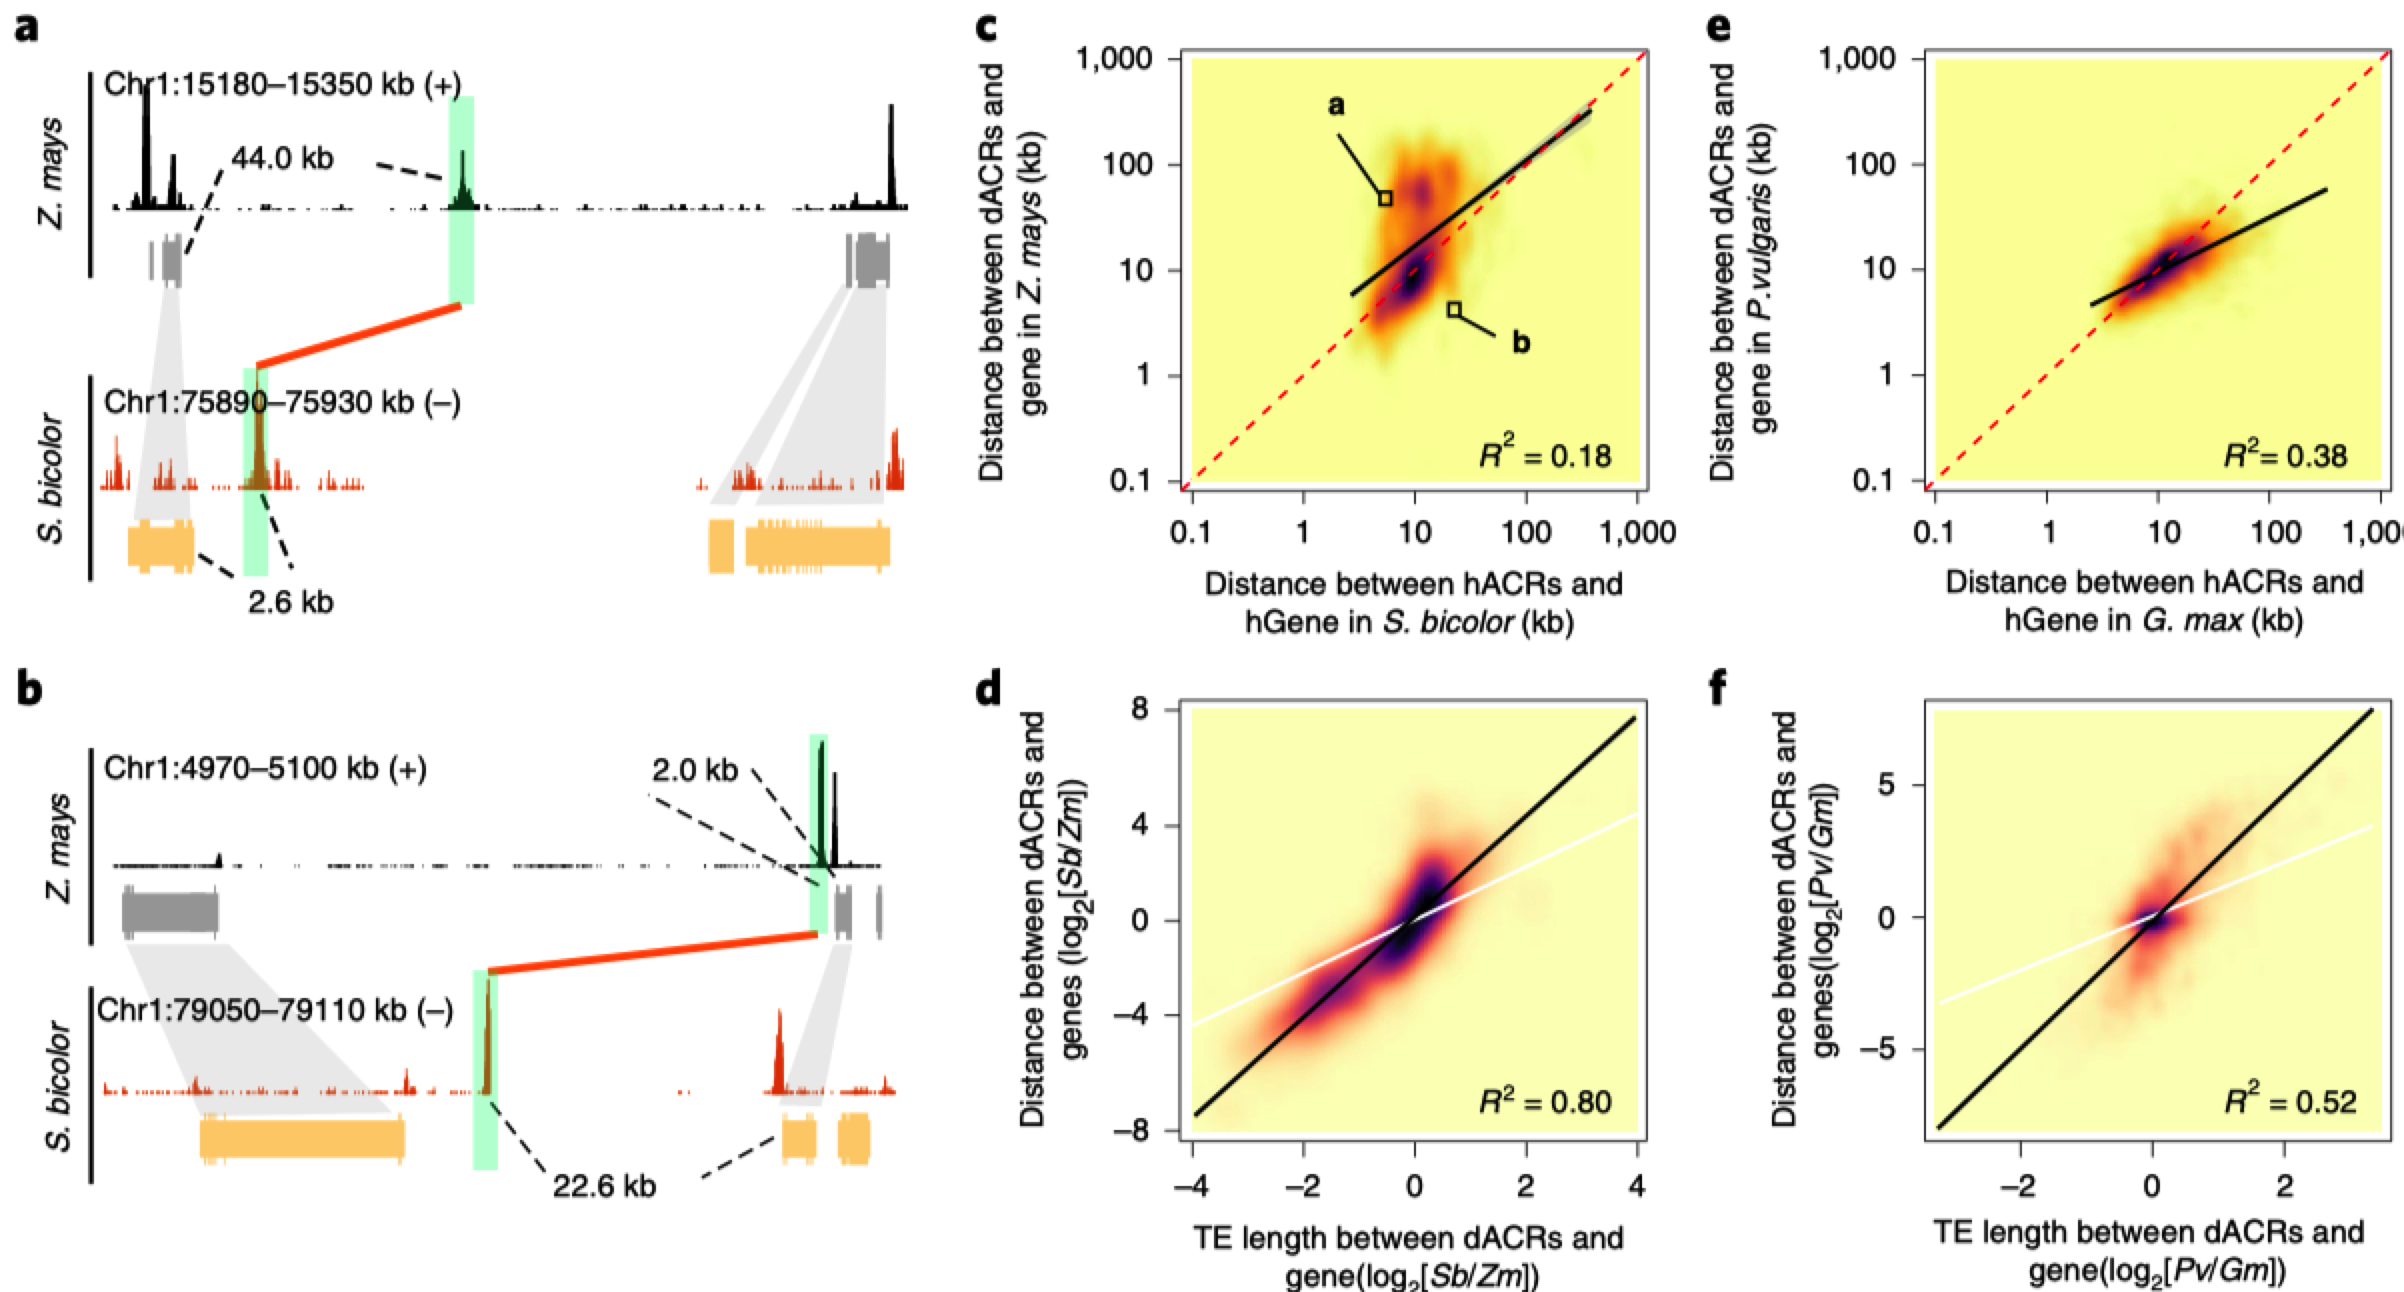 a
Z. mays
Chr1:15180–15350 kb (+)
44.0 kb
S. bicolor
Chr1:75890–75930 kb (–)
2.6 kb
b
Z. mays
Chr1:4970–5100 kb (+)
2.0 kb
S. bicolor
Chr1:79050–79110 kb (–)
22.6 kb
c
Distance between dACRs and
gene in Z. mays (kb)
1,000
100
10
1
0.1
a
b
R² = 0.18
0.1 1 10 100 1,000
Distance between hACRs and
hGene in S. bicolor (kb)
d
Distance between dACRs and
genes (log₂[Sb/Zm])
8
4
0
–4
–8
R² = 0.80
–4 –2 0 2 4
TE length between dACRs and
gene(log₂[Sb/Zm])
e
Distance between dACRs and
gene in P.vulgaris (kb)
1,000
100
10
1
0.1
R²= 0.38
0.1 1 10 100 1,00
Distance between hACRs and
hGene in G. max (kb)
f
Distance between dACRs and
genes(log₂[Pv/Gm])
5
0
–5
R² = 0.52
–2 0 2
TE length between dACRs and
gene(log₂[Pv/Gm])